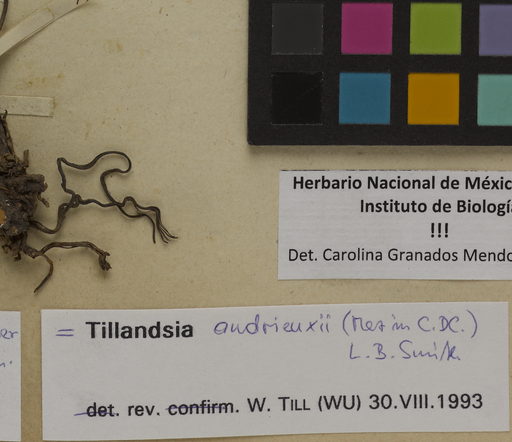 Herbario Nacional de Méxic
Instituto de Biologí
!!!
Det. Carolina Granados Mendo
= Tillandsia andrieuxii (Mez in C.DC.)
L.B. Smith
det. rev. confirm. W. TILL (WU) 30.VIII.1993